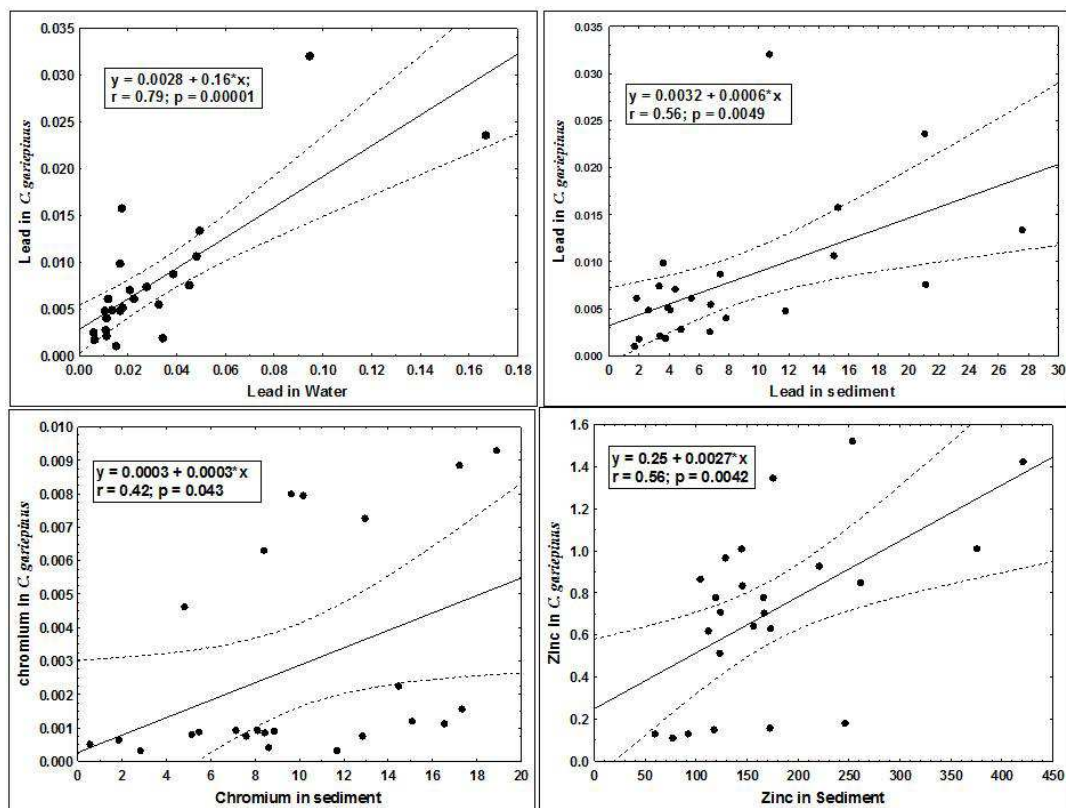 0.035
0.030
0.025
0.020
0.015
0.010
0.005
0.000
Lead in C. gariepinus
y = 0.0028 + 0.16*x;
r = 0.79; p = 0.00001
0.00 0.02 0.04 0.06 0.08 0.10 0.12 0.14 0.16 0.18
Lead in Water
0.035
0.030
0.025
0.020
0.015
0.010
0.005
0.000
Lead in C. gariepinus
y = 0.0032 + 0.0006*x
r = 0.56; p = 0.0049
0 2 4 6 8 10 12 14 16 18 20 22 24 26 28 30
Lead in sediment
0.010
0.009
0.008
0.007
0.006
0.005
0.004
0.003
0.002
0.001
0.000
chromium in C. gariepinus
y = 0.0003 + 0.0003*x
r = 0.42; p = 0.043
0 2 4 6 8 10 12 14 16 18 20
Chromium in sediment
1.6
1.4
1.2
1.0
0.8
0.6
0.4
0.2
0.0
Zinc in C. gariepinus
y = 0.25 + 0.0027*x
r = 0.56; p = 0.0042
0 50 100 150 200 250 300 350 400 450
Zinc in Sediment